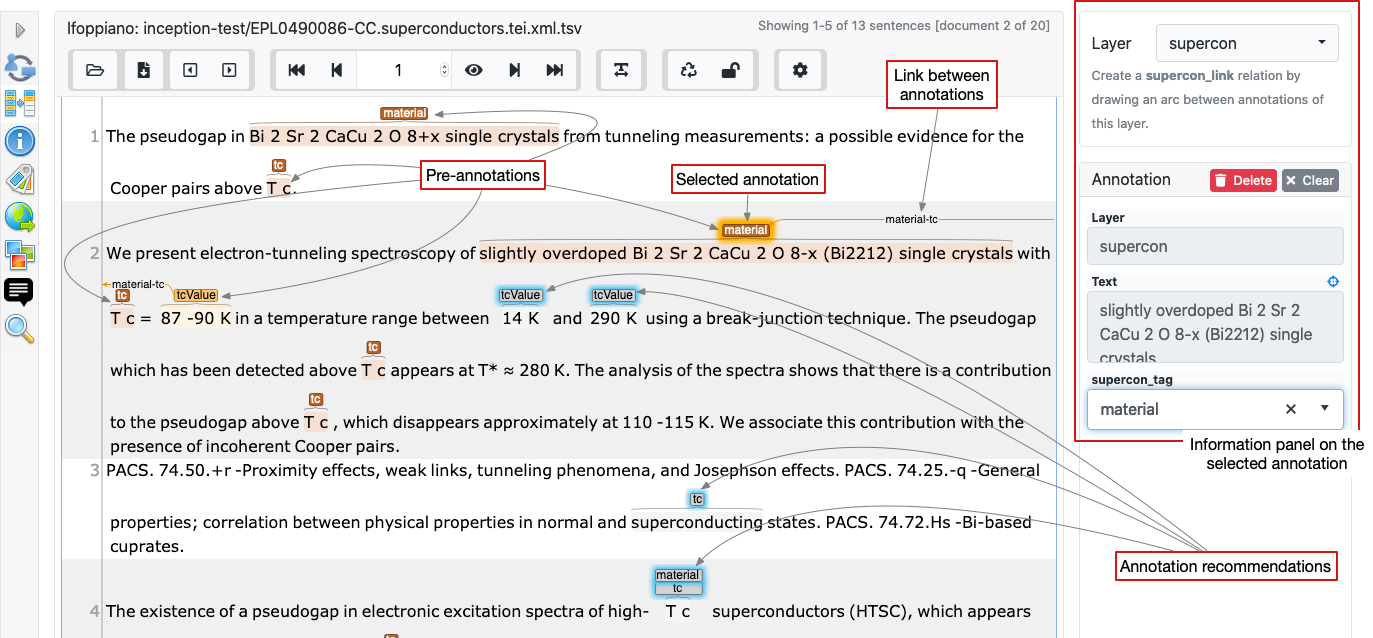 lfoppiano: inception-test/EPL0490086-CC.superconductors.tei.xml.tsv
Showing 1-5 of 13 sentences [document 2 of 20]
1
Link between
annotations
material
1 The pseudogap in Bi 2 Sr 2 CaCu 2 O 8+x single crystals from tunneling measurements: a possible evidence for the
tc
Pre-annotations
Selected annotation
Cooper pairs above T c.
material
material-tc
2 We present electron-tunneling spectroscopy of slightly overdoped Bi 2 Sr 2 CaCu 2 O 8-x (Bi2212) single crystals with
material-tc
tc tcValue tcValue tcValue
T c = 87 -90 K in a temperature range between 14 K and 290 K using a break-junction technique. The pseudogap
tc
which has been detected above T c appears at T* ≈ 280 K. The analysis of the spectra shows that there is a contribution
tc
to the pseudogap above T c , which disappears approximately at 110 -115 K. We associate this contribution with the
presence of incoherent Cooper pairs.
3 PACS. 74.50.+r -Proximity effects, weak links, tunneling phenomena, and Josephson effects. PACS. 74.25.-q -General
tc
properties; correlation between physical properties in normal and superconducting states. PACS. 74.72.Hs -Bi-based
cuprates.
material
tc
4 The existence of a pseudogap in electronic excitation spectra of high- T c superconductors (HTSC), which appears
Layer supercon
Create a supercon_link relation by
drawing an arc between annotations of
this layer.
Annotation Delete Clear
Layer
supercon
Text
slightly overdoped Bi 2 Sr 2
CaCu 2 O 8-x (Bi2212) single
crystals
supercon_tag
material
Information panel on the
selected annotation
Annotation recommendations